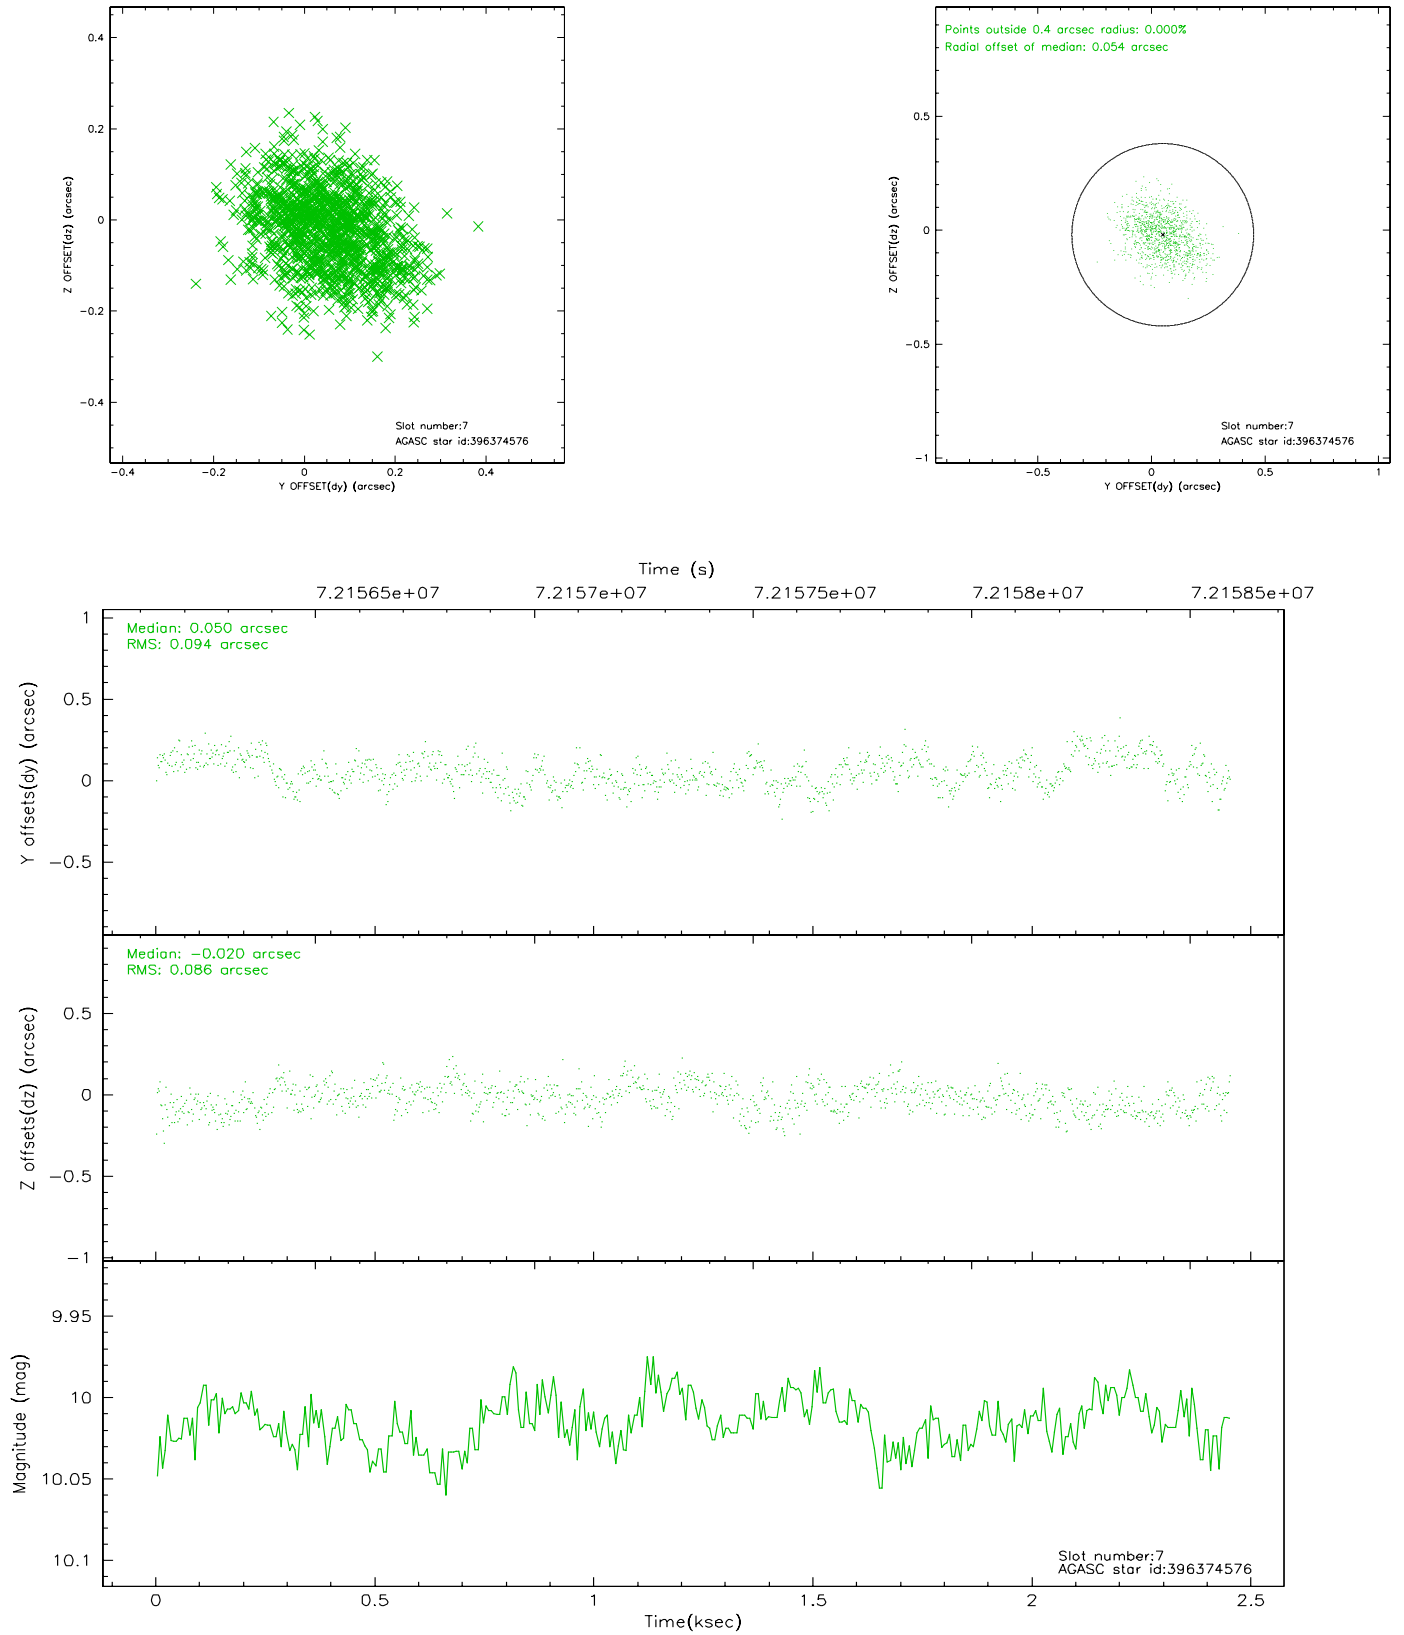 0.4
0.2
0
−0.2
−0.4
Z OFFSET(dz) (arcsec)
−0.4 −0.2 0 0.2 0.4
Y OFFSET(dy) (arcsec)
Slot number:7
AGASC star id:396374576
Points outside 0.4 arcsec radius: 0.000%
Radial offset of median: 0.054 arcsec
0.5
0
−0.5
−1
Z OFFSET(dz) (arcsec)
−0.5 0 0.5 1
Y OFFSET(dy) (arcsec)
Slot number:7
AGASC star id:396374576
Time (s)
7.21565e+07 7.2157e+07 7.21575e+07 7.2158e+07 7.21585e+07
Median: 0.050 arcsec
RMS: 0.094 arcsec
1
0.5
0
−0.5
Y offsets(dy) (arcsec)
Median: −0.020 arcsec
RMS: 0.086 arcsec
0.5
0
−0.5
−1
Z offsets(dz) (arcsec)
9.95
10
10.05
10.1
Magnitude (mag)
Slot number:7
AGASC star id:396374576
0 0.5 1 1.5 2 2.5
Time(ksec)